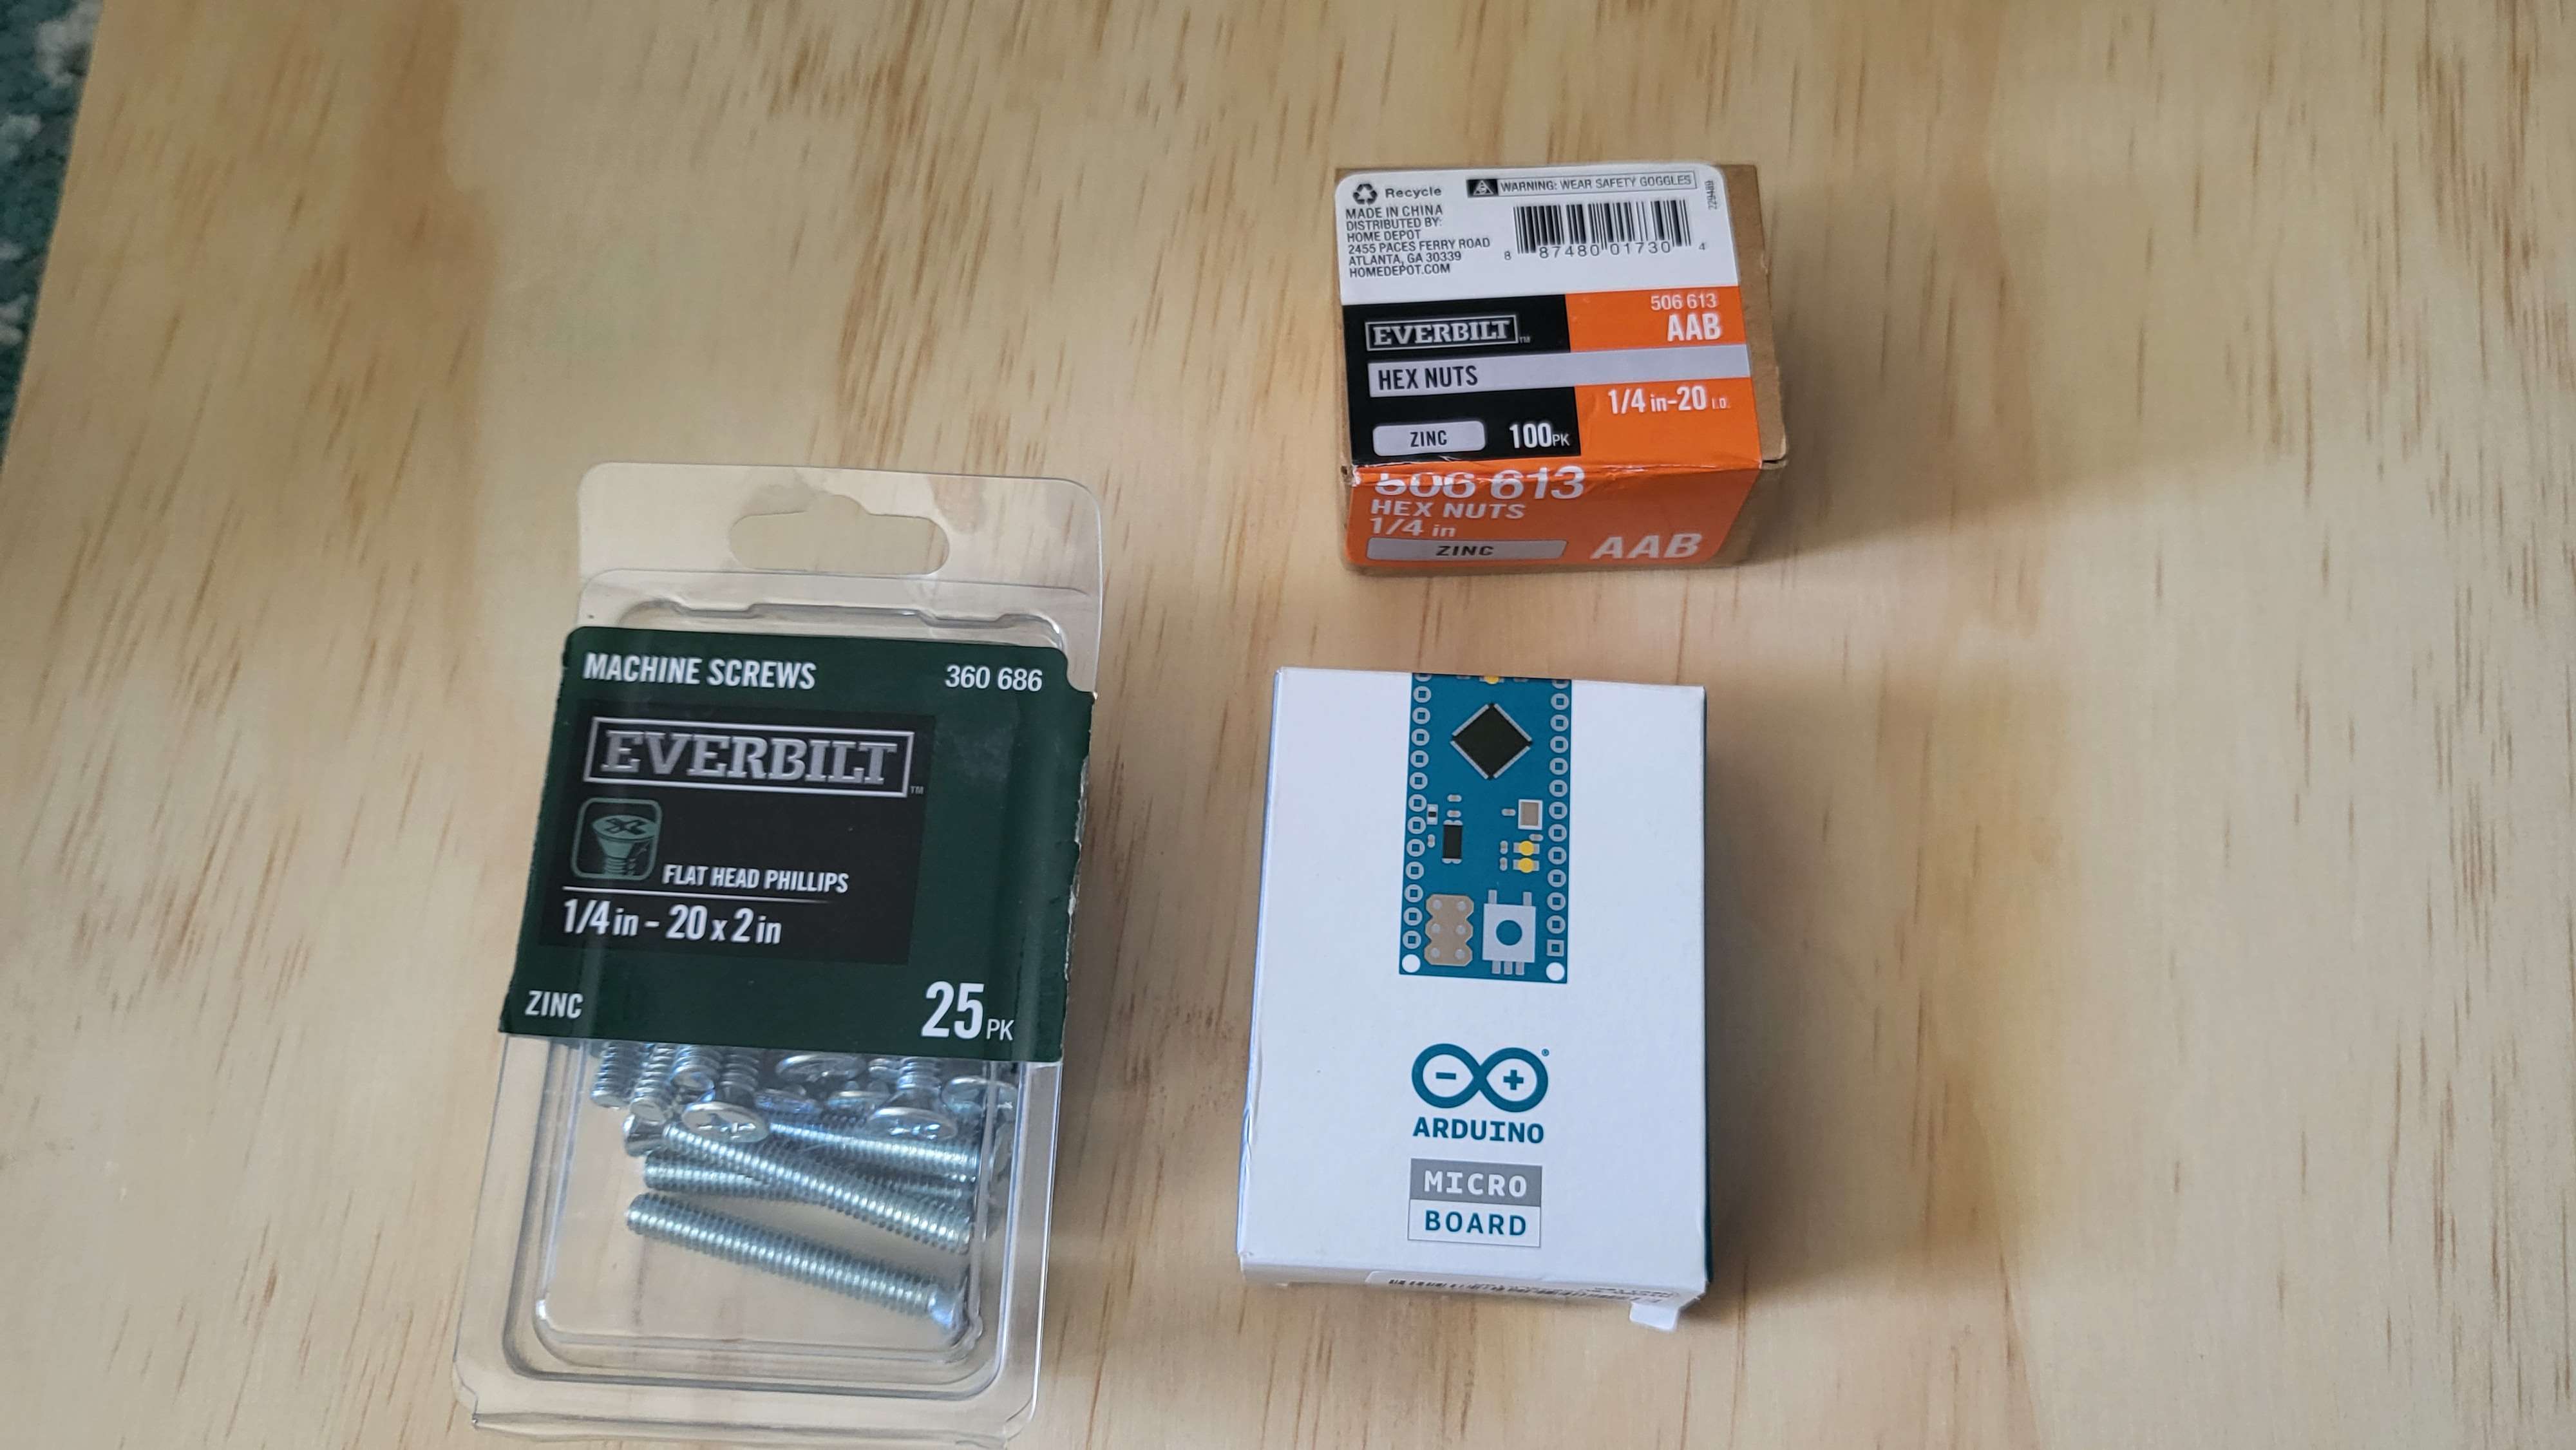 Recycle
WARNING: WEAR SAFETY GOGGLES
MADE IN CHINA
DISTRIBUTED BY:
HOME DEPOT
2455 PACES FERRY ROAD
ATLANTA, GA 30339
HOMEDEPOT.COM
8 87480 01730 4
229489
506 613
AAB
EVERBILT™
HEX NUTS
1/4 in-20 I.D.
ZINC 100PK
506 613
HEX NUTS
1/4 in
ZINC
AAB
MACHINE SCREWS 360 686
EVERBILT™
FLAT HEAD PHILLIPS
1/4 in - 20 x 2 in
ZINC
25 PK
ARDUINO
MICRO
BOARD